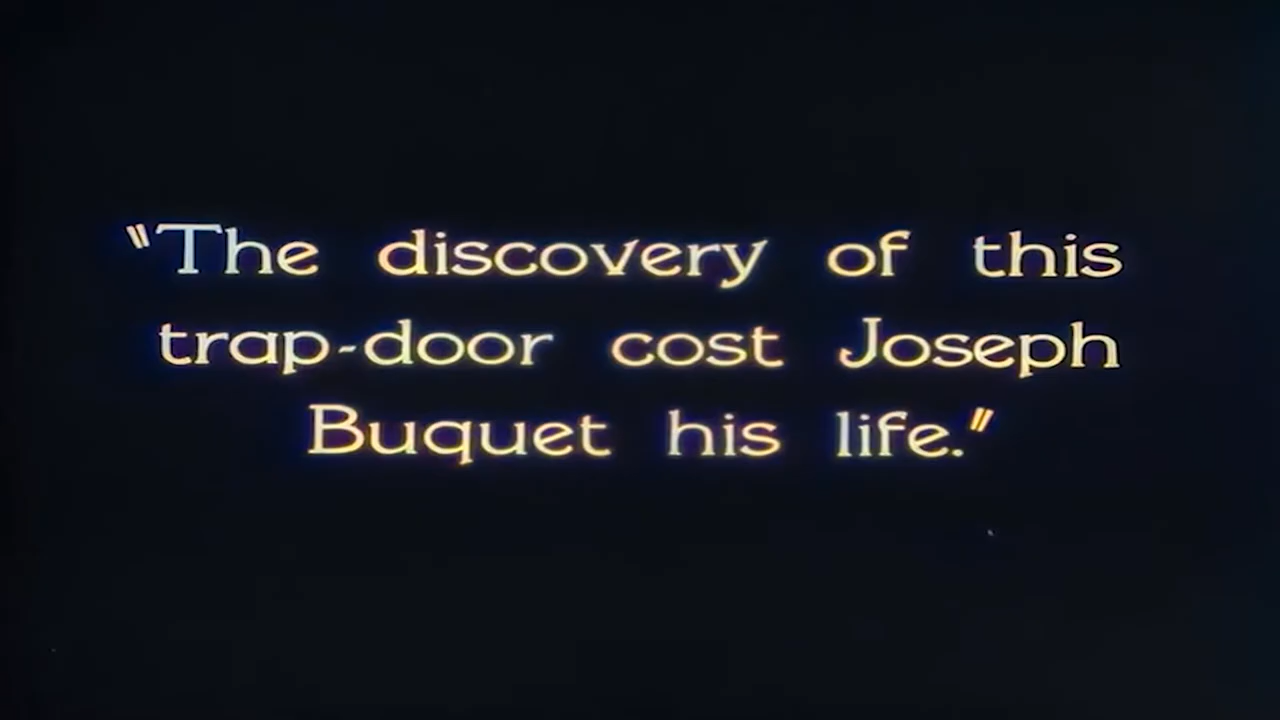 "The discovery of this
trap-door cost Joseph
Buquet his life."